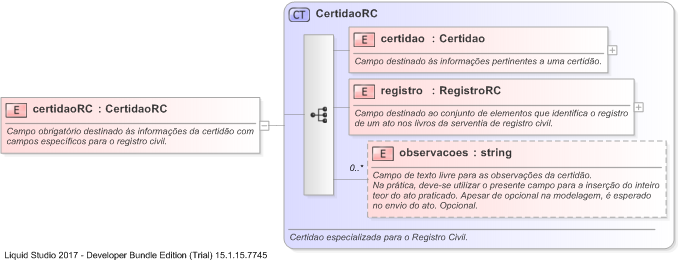 CT CertidaoRC
E certidao : Certidao
Campo destinado às informações pertinentes a uma certidão.
E registro : RegistroRC
Campo destinado ao conjunto de elementos que identifica o registro
de um ato nos livros da serventia de registro civil.
E certidaoRC : CertidaoRC
Campo obrigatório destinado às informações da certidão com
campos específicos para o registro civil.
0..*
E observacoes : string
Campo de texto livre para as observações da certidão.
Na prática, deve-se utilizar o presente campo para a inserção do inteiro
teor do ato praticado. Apesar de opcional na modelagem, é esperado
no envio do ato. Opcional.
Certidao especializada para o Registro Civil.
Liquid Studio 2017 - Developer Bundle Edition (Trial) 15.1.15.7745